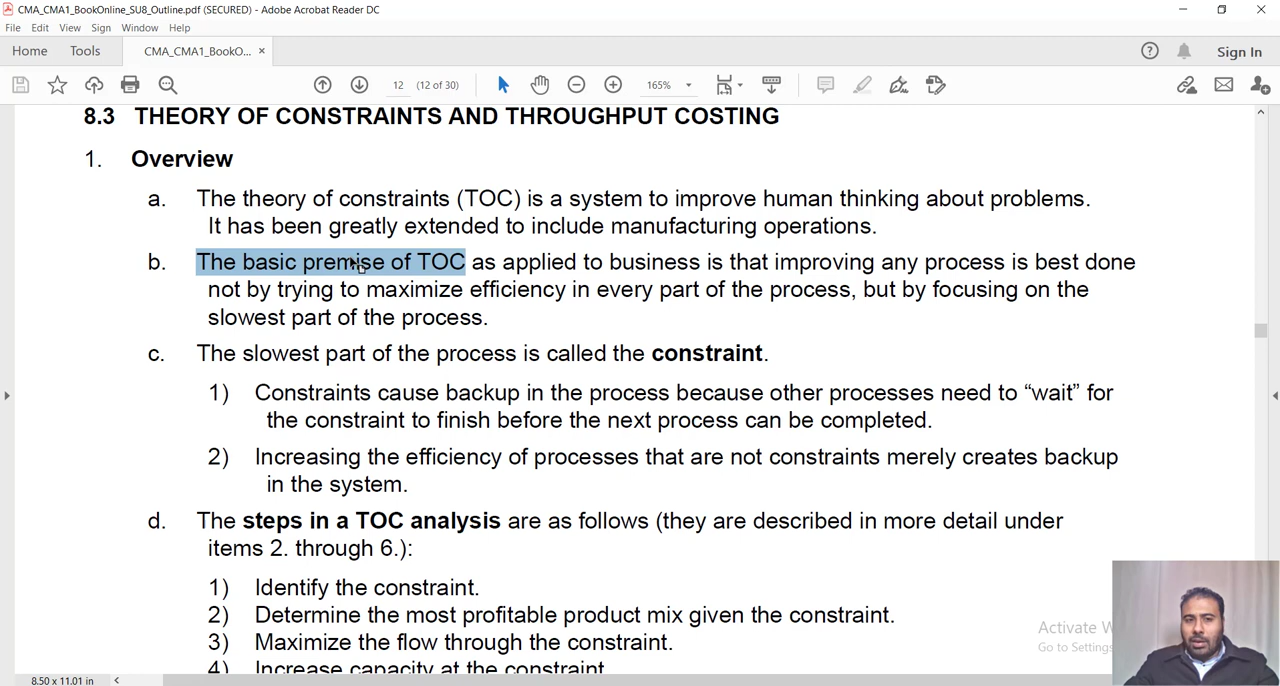 CMA_CMA1_BookOnline_SU8_Outline.pdf (SECURED) - Adobe Acrobat Reader DC
File Edit View Sign Window Help
Home Tools CMA_CMA1_BookO... × Sign In
12 (12 of 30) 165%
8.3 THEORY OF CONSTRAINTS AND THROUGHPUT COSTING
1. Overview
a. The theory of constraints (TOC) is a system to improve human thinking about problems.
It has been greatly extended to include manufacturing operations.
b. The basic premise of TOC as applied to business is that improving any process is best done
not by trying to maximize efficiency in every part of the process, but by focusing on the
slowest part of the process.
c. The slowest part of the process is called the constraint.
1) Constraints cause backup in the process because other processes need to “wait” for
the constraint to finish before the next process can be completed.
2) Increasing the efficiency of processes that are not constraints merely creates backup
in the system.
d. The steps in a TOC analysis are as follows (they are described in more detail under
items 2. through 6.):
1) Identify the constraint.
2) Determine the most profitable product mix given the constraint.
3) Maximize the flow through the constraint.
4) Increase capacity at the constraint
Activate W
Go to Settings
8.50 x 11.01 in